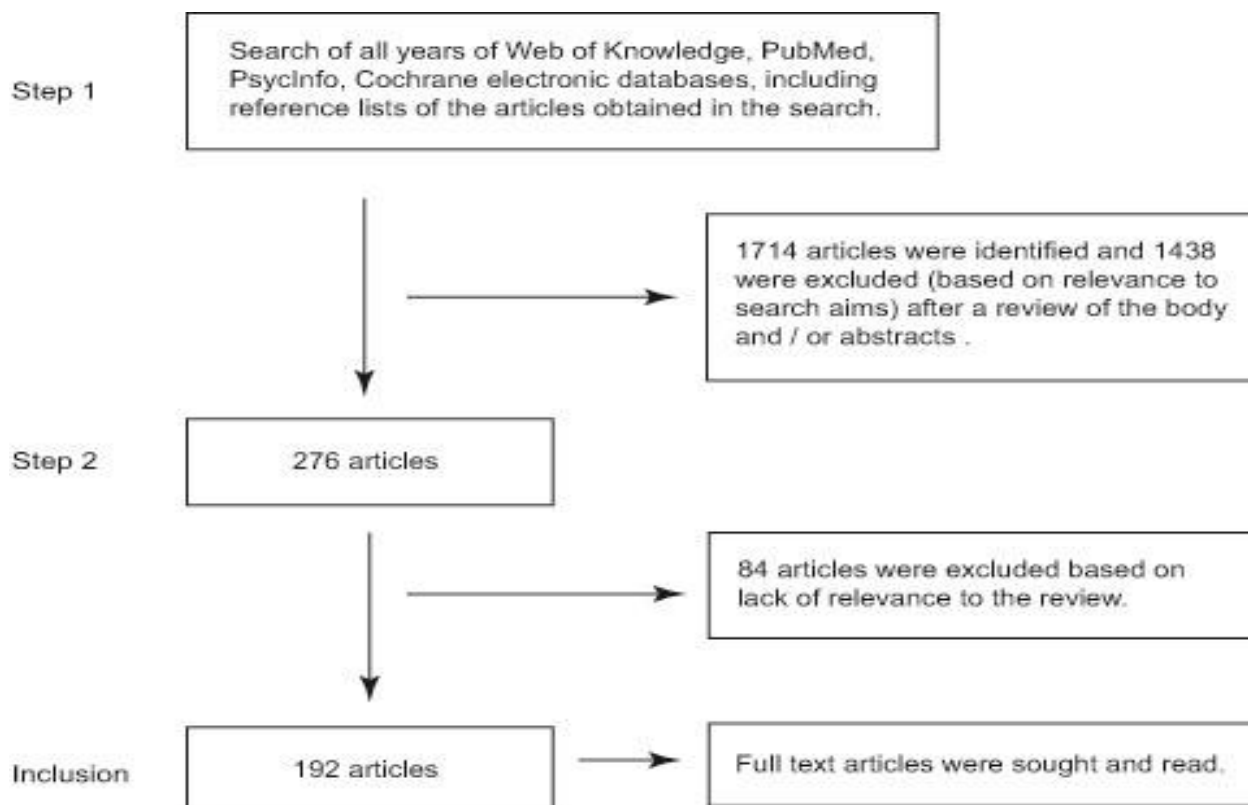 Step 1
Search of all years of Web of Knowledge, PubMed,
PsycInfo, Cochrane electronic databases, including
reference lists of the articles obtained in the search.
1714 articles were identified and 1438
were excluded (based on relevance to
search aims) after a review of the body
and / or abstracts .
Step 2
276 articles
84 articles were excluded based on
lack of relevance to the review.
Inclusion
192 articles
Full text articles were sought and read.